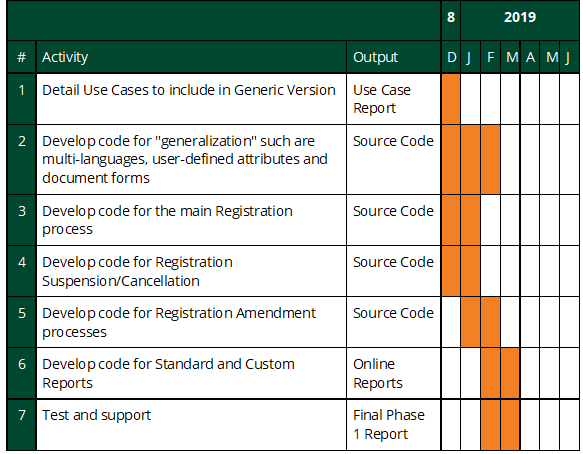 8 2019
# Activity Output D J F M A M J
1 Detail Use Cases to include in Generic Version Use Case
Report
2 Develop code for "generalization" such are Source Code
multi-languages, user-defined attributes and
document forms
3 Develop code for the main Registration Source Code
process
4 Develop code for Registration Source Code
Suspension/Cancellation
5 Develop code for Registration Amendment Source Code
processes
6 Develop code for Standard and Custom Online
Reports Reports
7 Test and support Final Phase
1 Report